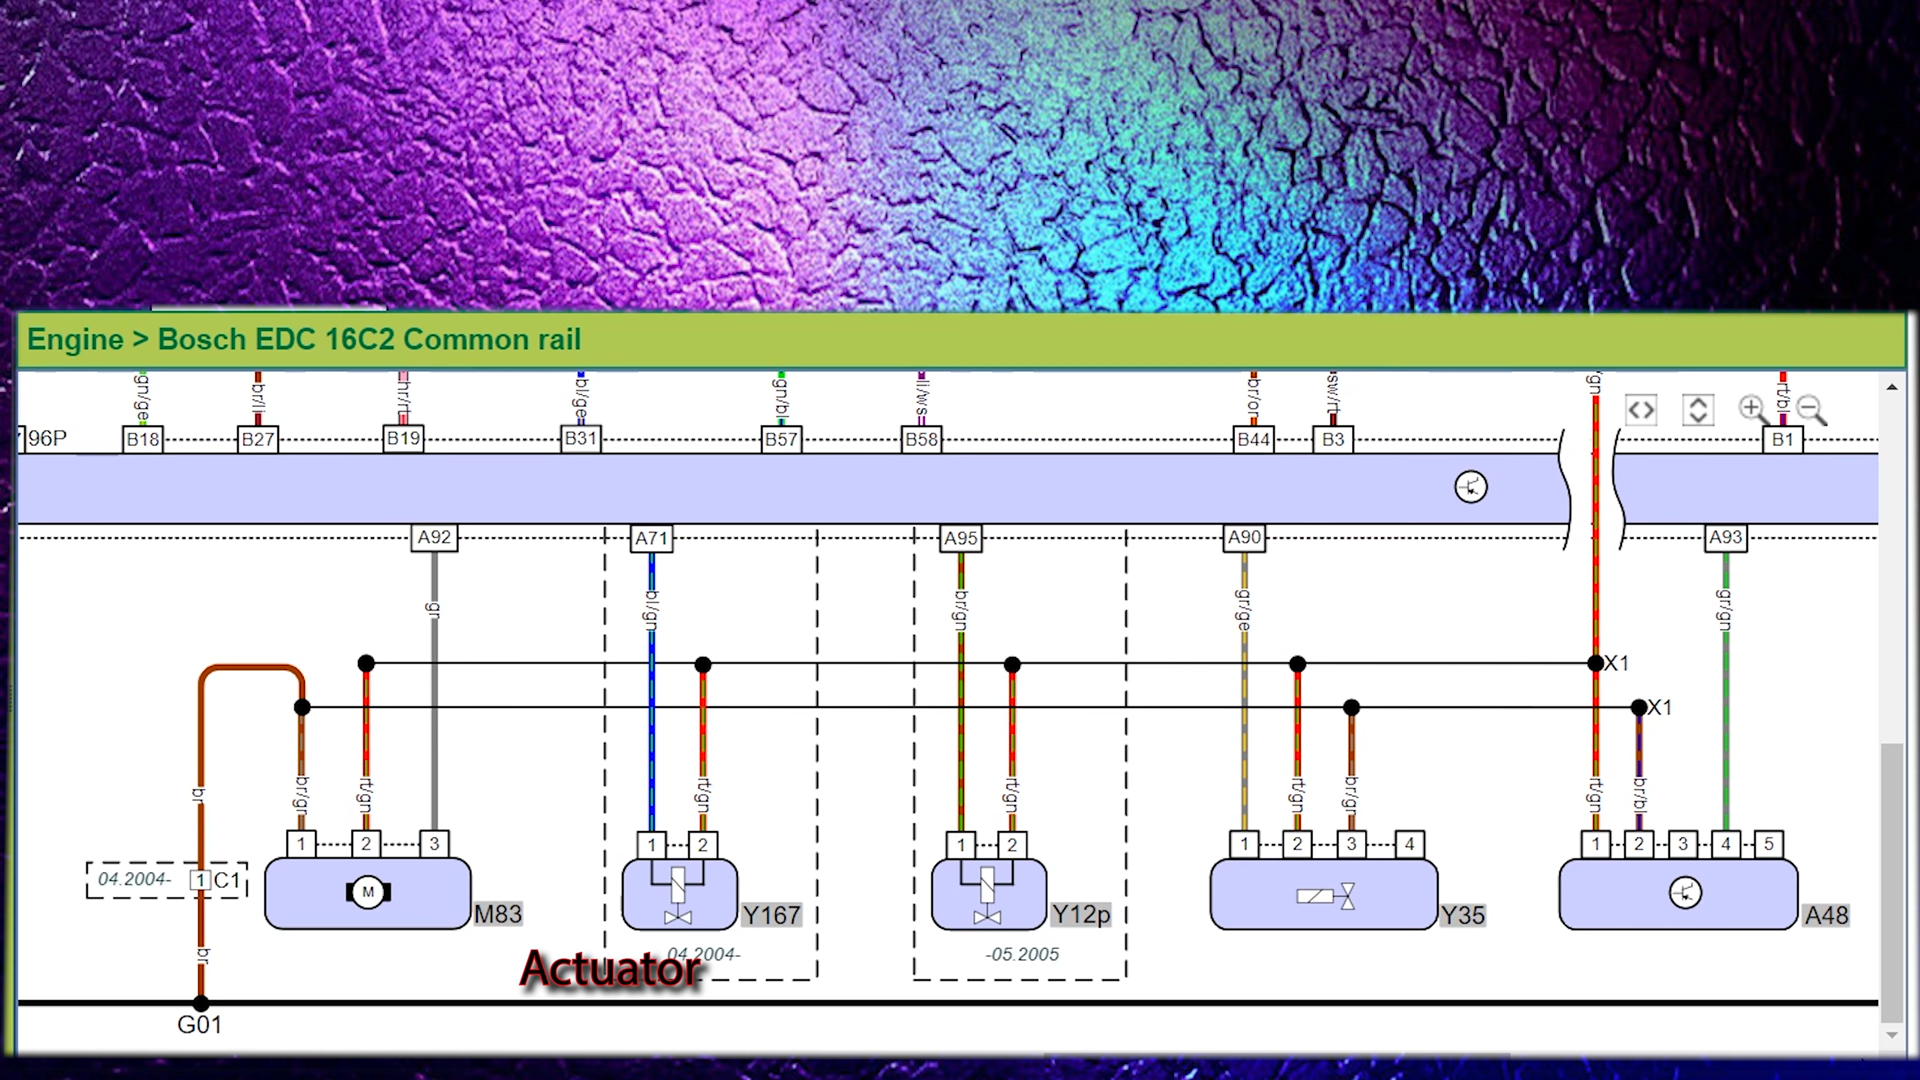 Engine > Bosch EDC 16C2 Common rail
gn/ge br/li hr/rt bl/ge gn/bl li/ws br/or sw/rt /gn rt/bl
96P B18 B27 B19 B31 B57 B58 B44 B3 B1
A92 A71 A95 A90 A93
gr bl/gn br/gn gr/ge gr/gn
X1
X1
br br/gn rt/gn rt/gn rt/gn rt/gn br/gn rt/gn br/bl
1 2 3 1 2 1 2 1 2 3 4 1 2 3 4 5
04.2004- 1 C1 M M83 Y167 Y12p Y35 A48
br 04.2004- -05.2005
Actuator
G01